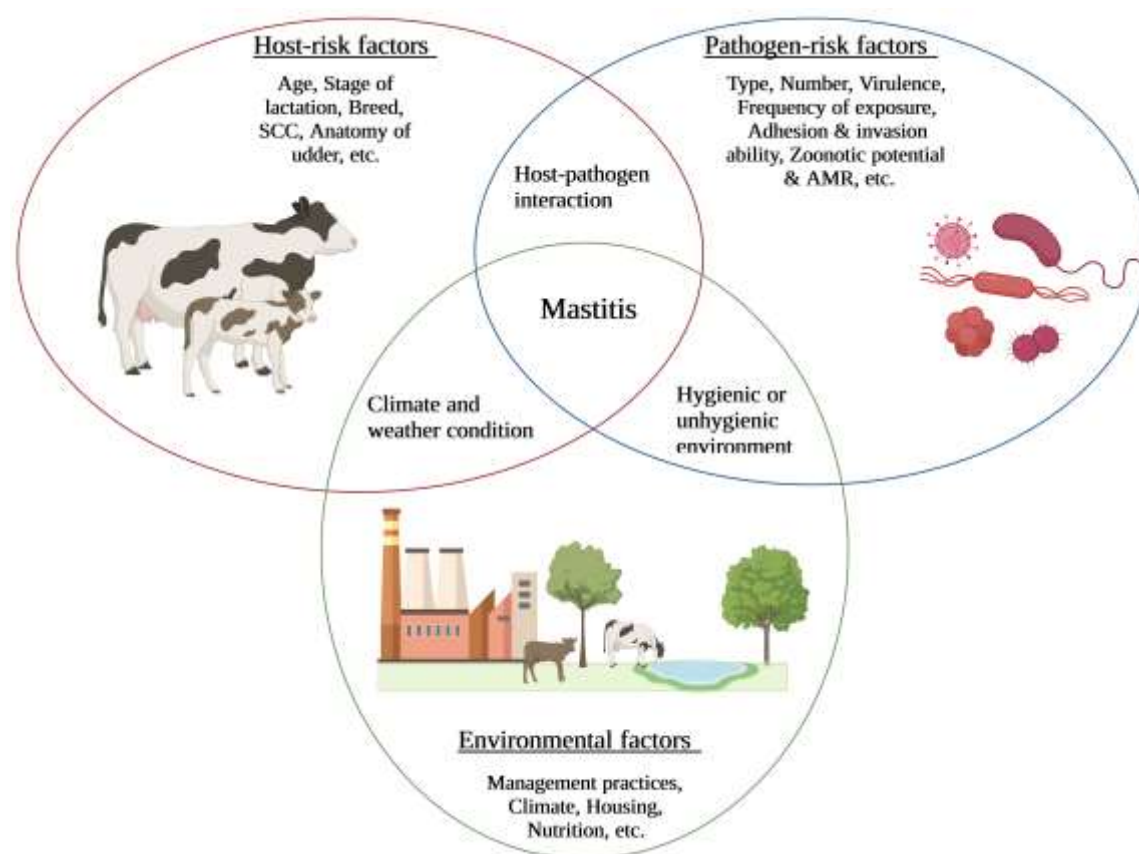 Host-risk factors
Age, Stage of
lactation, Breed,
SCC, Anatomy of
udder, etc.
Pathogen-risk factors
Type, Number, Virulence,
Frequency of exposure,
Adhesion & invasion
ability, Zoonotic potential
& AMR, etc.
Host-pathogen
interaction
Mastitis
Climate and
weather condition
Hygienic or
unhygienic
environment
Environmental factors
Management practices,
Climate, Housing,
Nutrition, etc.